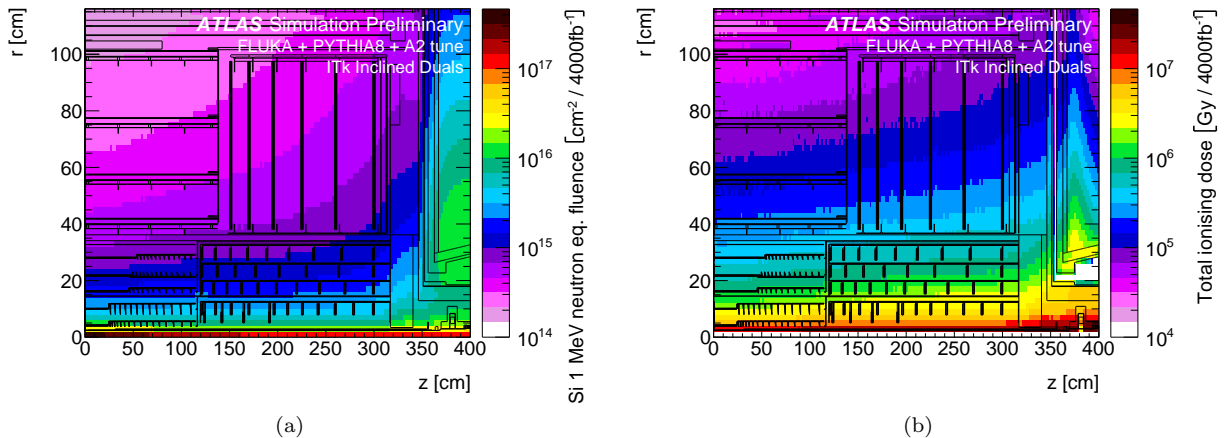 ATLAS Simulation Preliminary
FLUKA + PYTHIA8 + A2 tune
ITk Inclined Duals
r [cm]
100
80
60
40
20
0
0 50 100 150 200 250 300 350 400
z [cm]
10^17
10^16
10^15
10^14
Si 1 MeV neutron eq. fluence [cm^-2 / 4000fb^-1]
(a)
ATLAS Simulation Preliminary
FLUKA + PYTHIA8 + A2 tune
ITk Inclined Duals
r [cm]
100
80
60
40
20
0
0 50 100 150 200 250 300 350 400
z [cm]
10^7
10^6
10^5
10^4
Total ionising dose [Gy / 4000fb^-1]
(b)